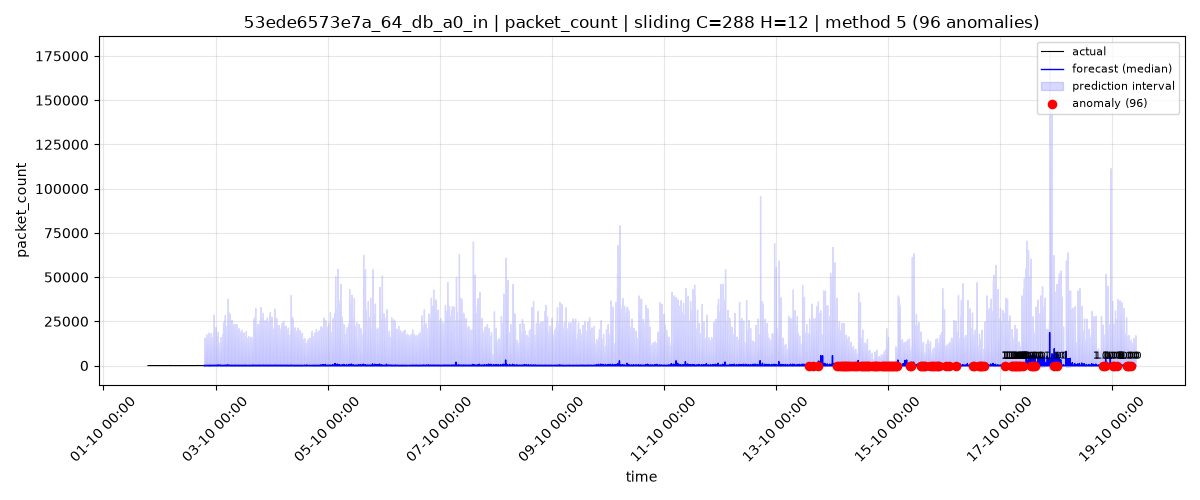 53ede6573e7a_64_db_a0_in | packet_count | sliding C=288 H=12 | method 5 (96 anomalies)
actual
forecast (median)
prediction interval
anomaly (96)
packet_count
175000
150000
125000
100000
75000
50000
25000
0
01-10 00:00
03-10 00:00
05-10 00:00
07-10 00:00
09-10 00:00
11-10 00:00
13-10 00:00
15-10 00:00
17-10 00:00
19-10 00:00
time